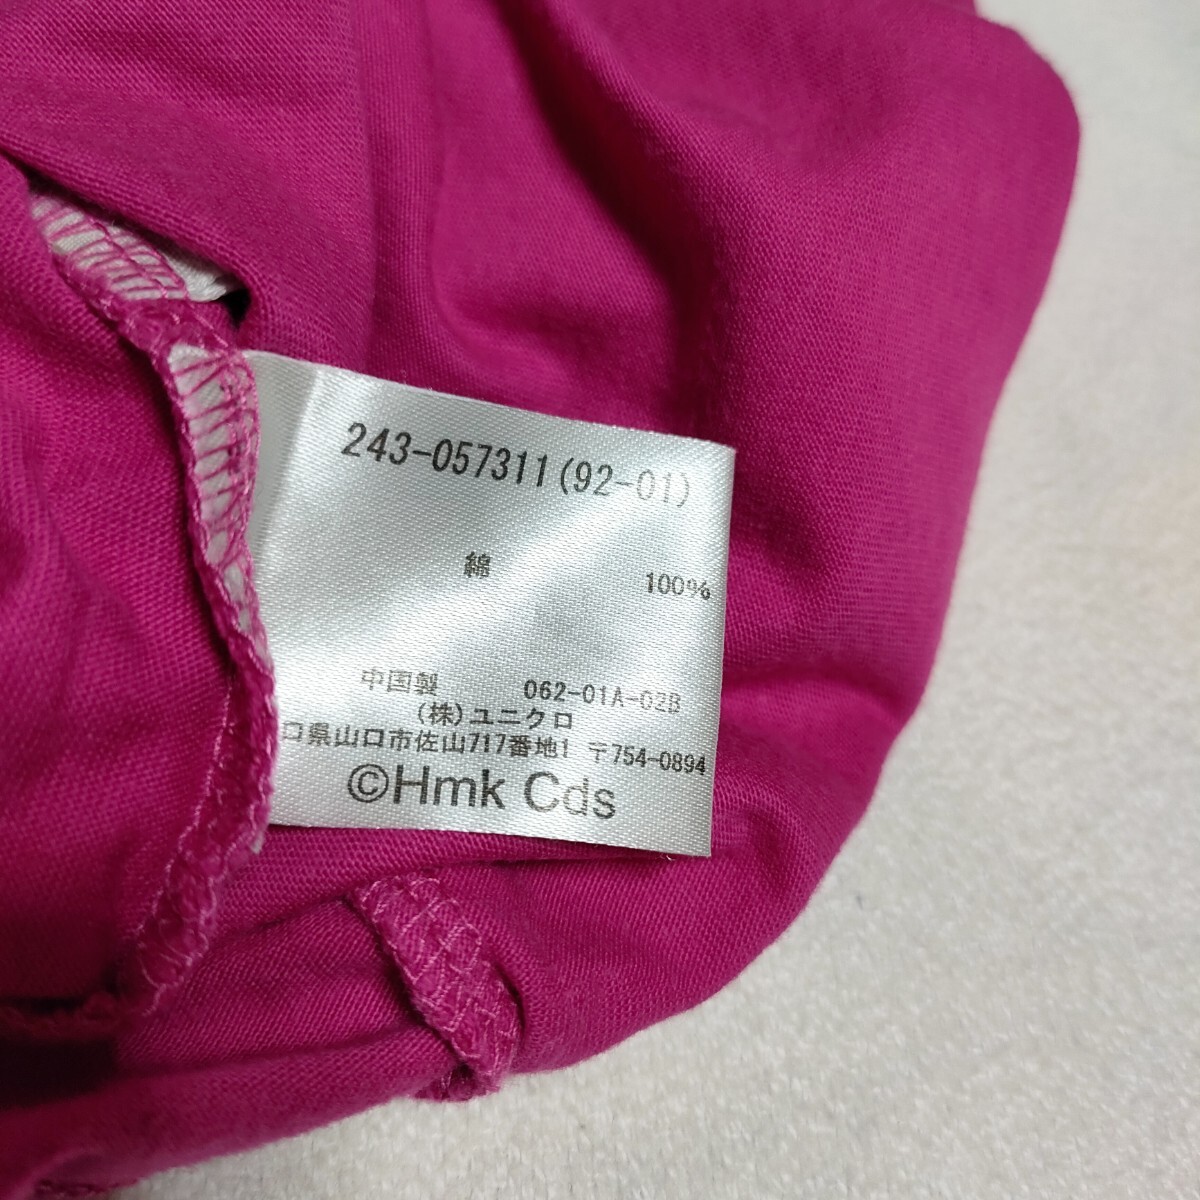 243-057311(92-01)
綿 100%
中国製 062-01A-02B
(株)ユニクロ
口県山口市佐山717番地1 〒754-0894
©Hmk Cds